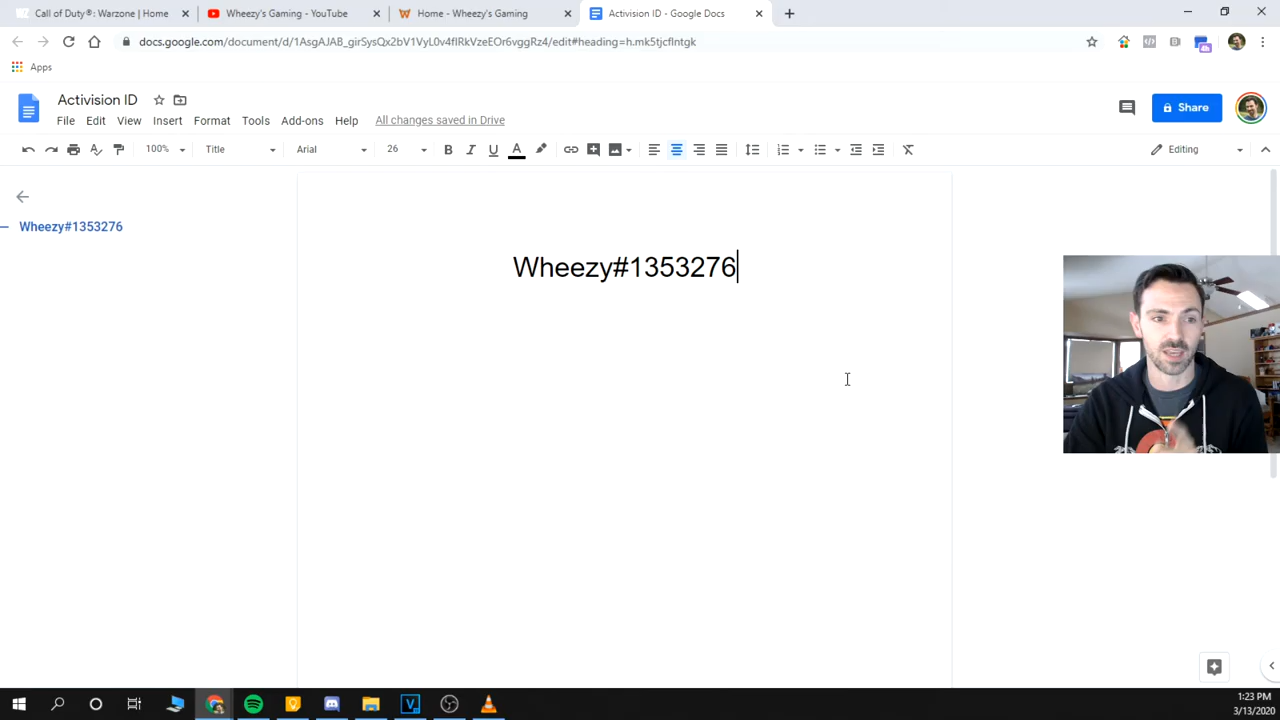 Call of Duty®: Warzone | Home
Wheezy's Gaming - YouTube
Home - Wheezy's Gaming
Activision ID - Google Docs
docs.google.com/document/d/1AsgAJAB_girSysQx2bV1VyL0v4flRkVzeEOr6vggRz4/edit#heading=h.mk5tjcflntgk
Apps
Activision ID
File Edit View Insert Format Tools Add-ons Help All changes saved in Drive
Share
100% Title Arial 26 B I U A Editing
Wheezy#1353276
Wheezy#1353276
1:23 PM
3/13/2020